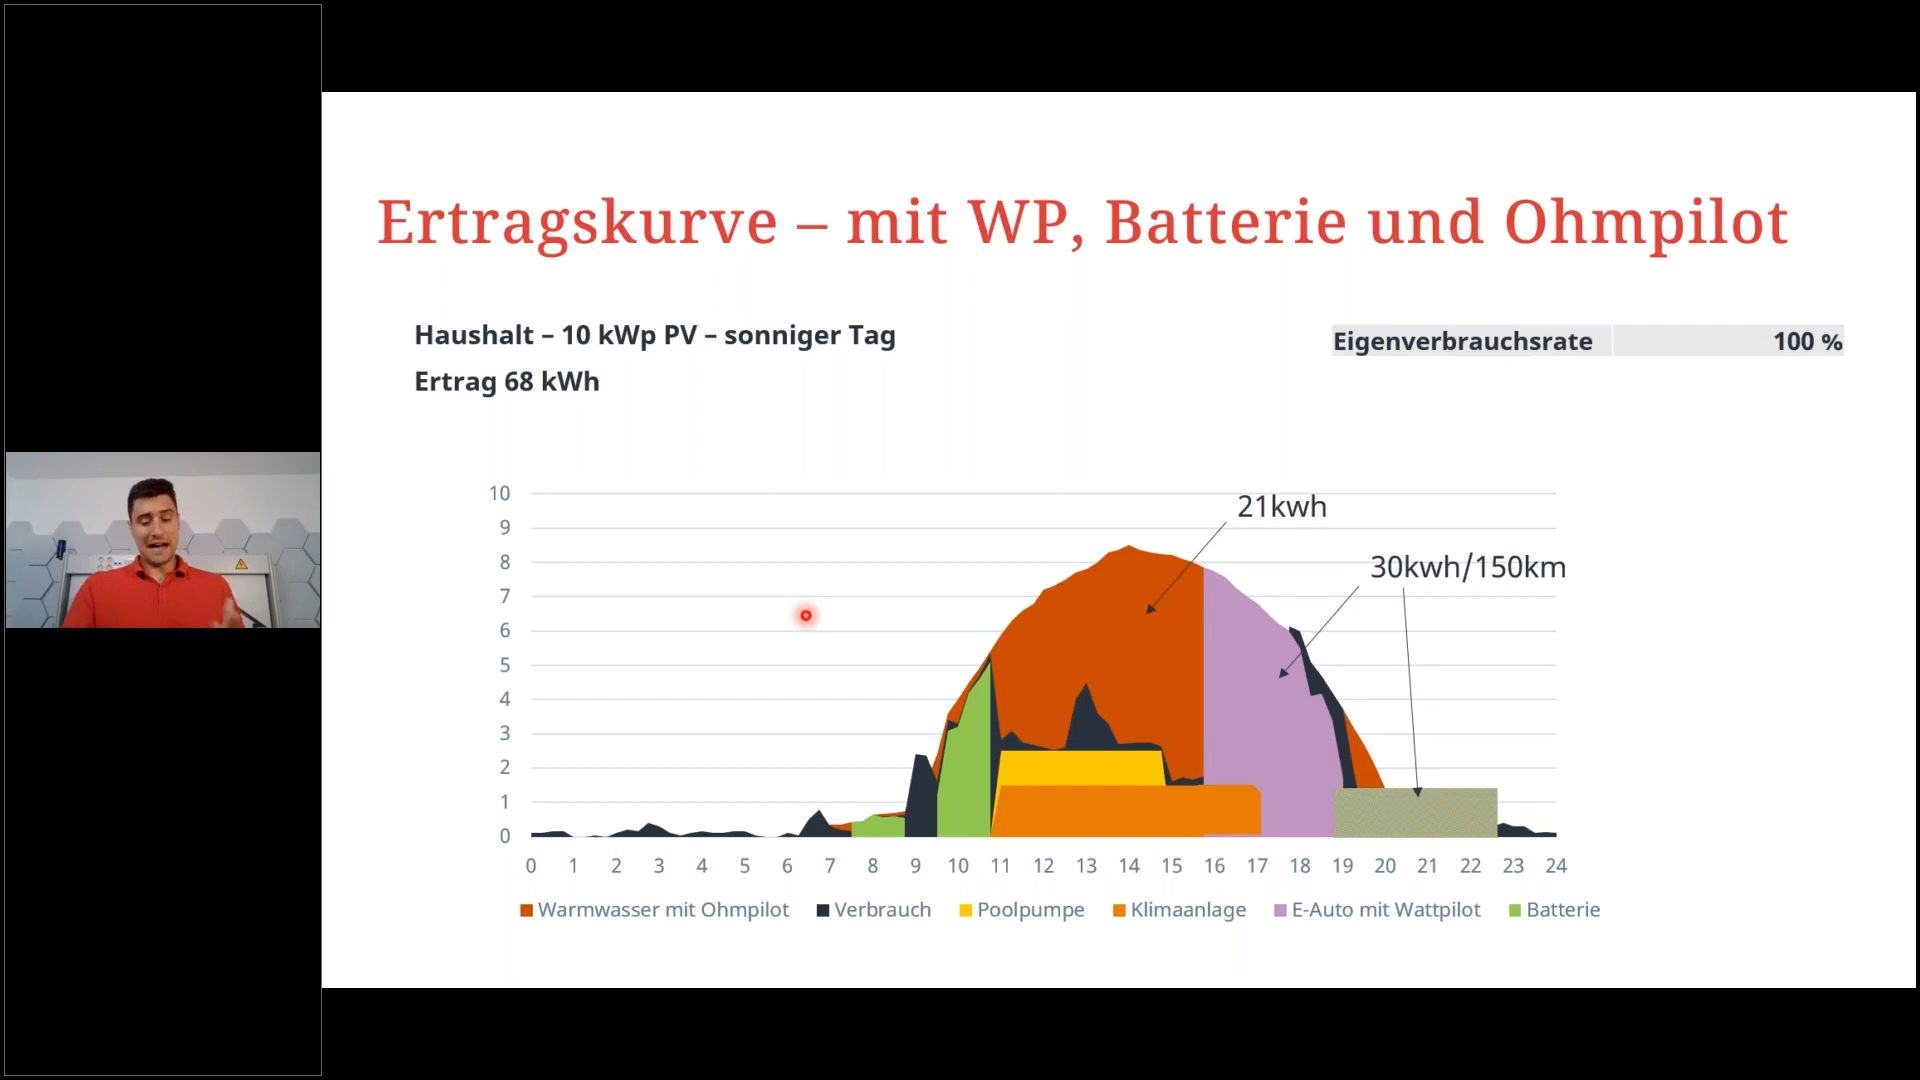 Ertragskurve – mit WP, Batterie und Ohmpilot
Haushalt – 10 kWp PV – sonniger Tag
Ertrag 68 kWh
Eigenverbrauchsrate 100 %
21kwh
30kwh/150km
10
9
8
7
6
5
4
3
2
1
0
0 1 2 3 4 5 6 7 8 9 10 11 12 13 14 15 16 17 18 19 20 21 22 23 24
Warmwasser mit Ohmpilot Verbrauch Poolpumpe Klimaanlage E-Auto mit Wattpilot Batterie